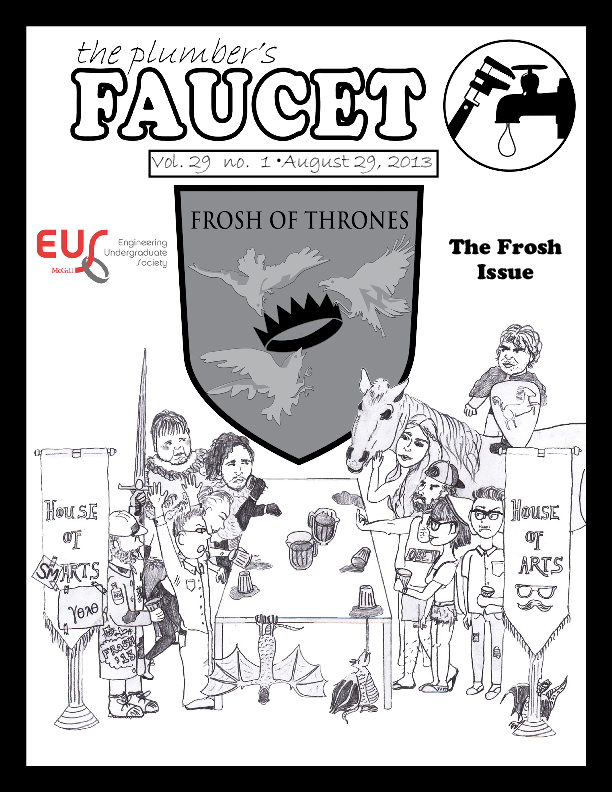 the plumber's
FAUCET
Vol. 29 no. 1 • August 29, 2013
FROSH OF THRONES
EUS
McGill
Engineering
Undergraduate
Society
The Frosh
Issue
HOUSE
OF
SMARTS
YOLO
FROSH
HOUSE
OF
ARTS
OBEY